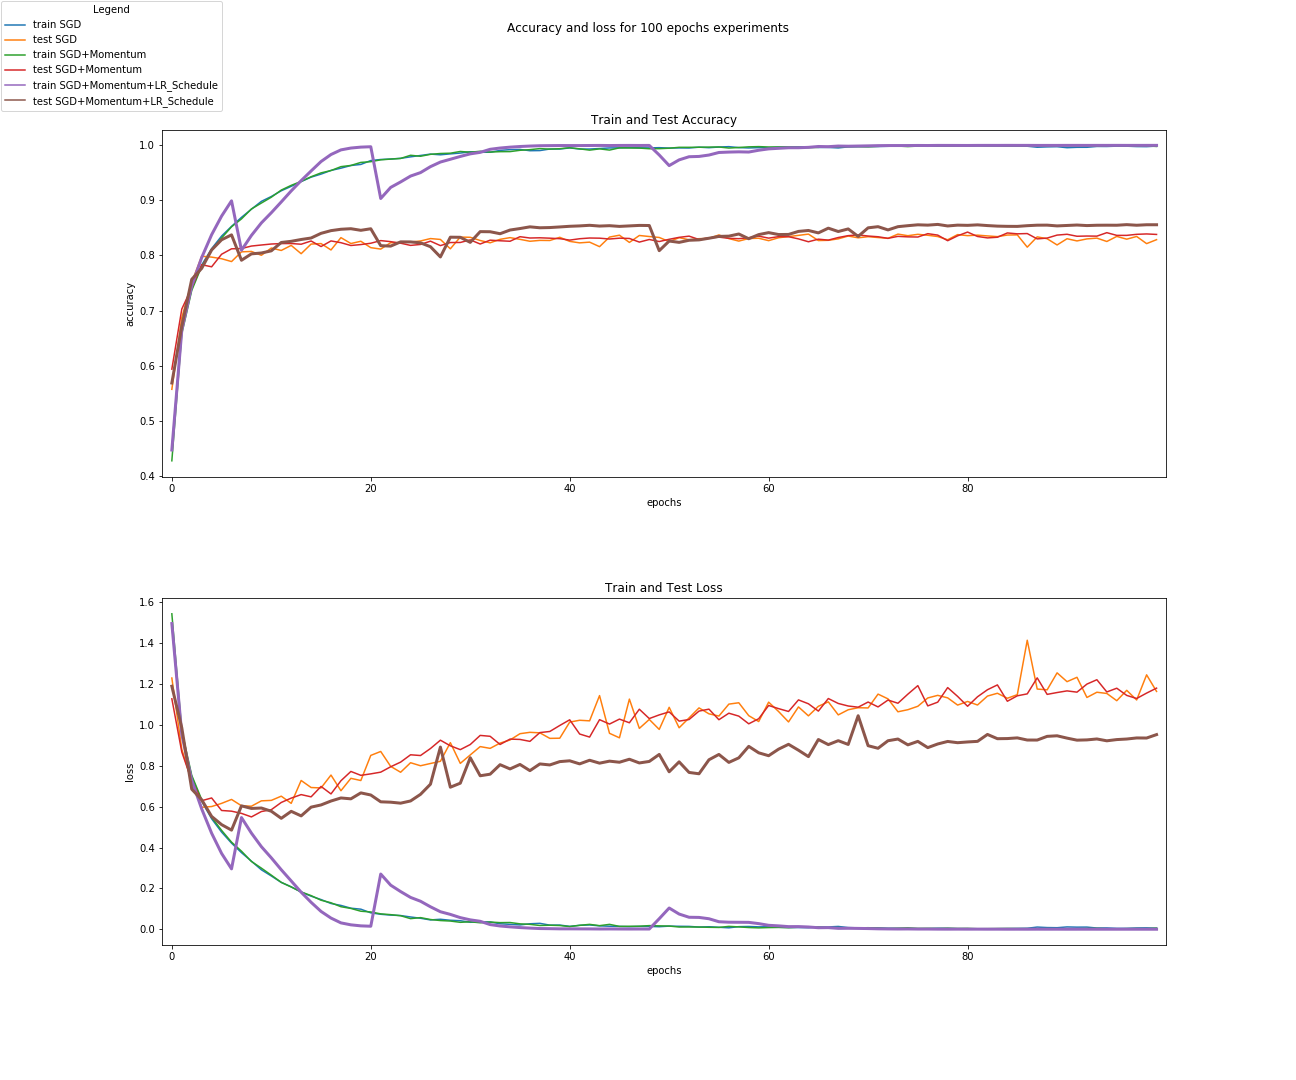 Legend
train SGD
test SGD
train SGD+Momentum
test SGD+Momentum
train SGD+Momentum+LR_Schedule
test SGD+Momentum+LR_Schedule
Accuracy and loss for 100 epochs experiments
Train and Test Accuracy
1.0
0.9
0.8
0.7
0.6
0.5
0.4
accuracy
0 20 40 60 80
epochs
Train and Test Loss
1.6
1.4
1.2
1.0
0.8
0.6
0.4
0.2
0.0
loss
0 20 40 60 80
epochs